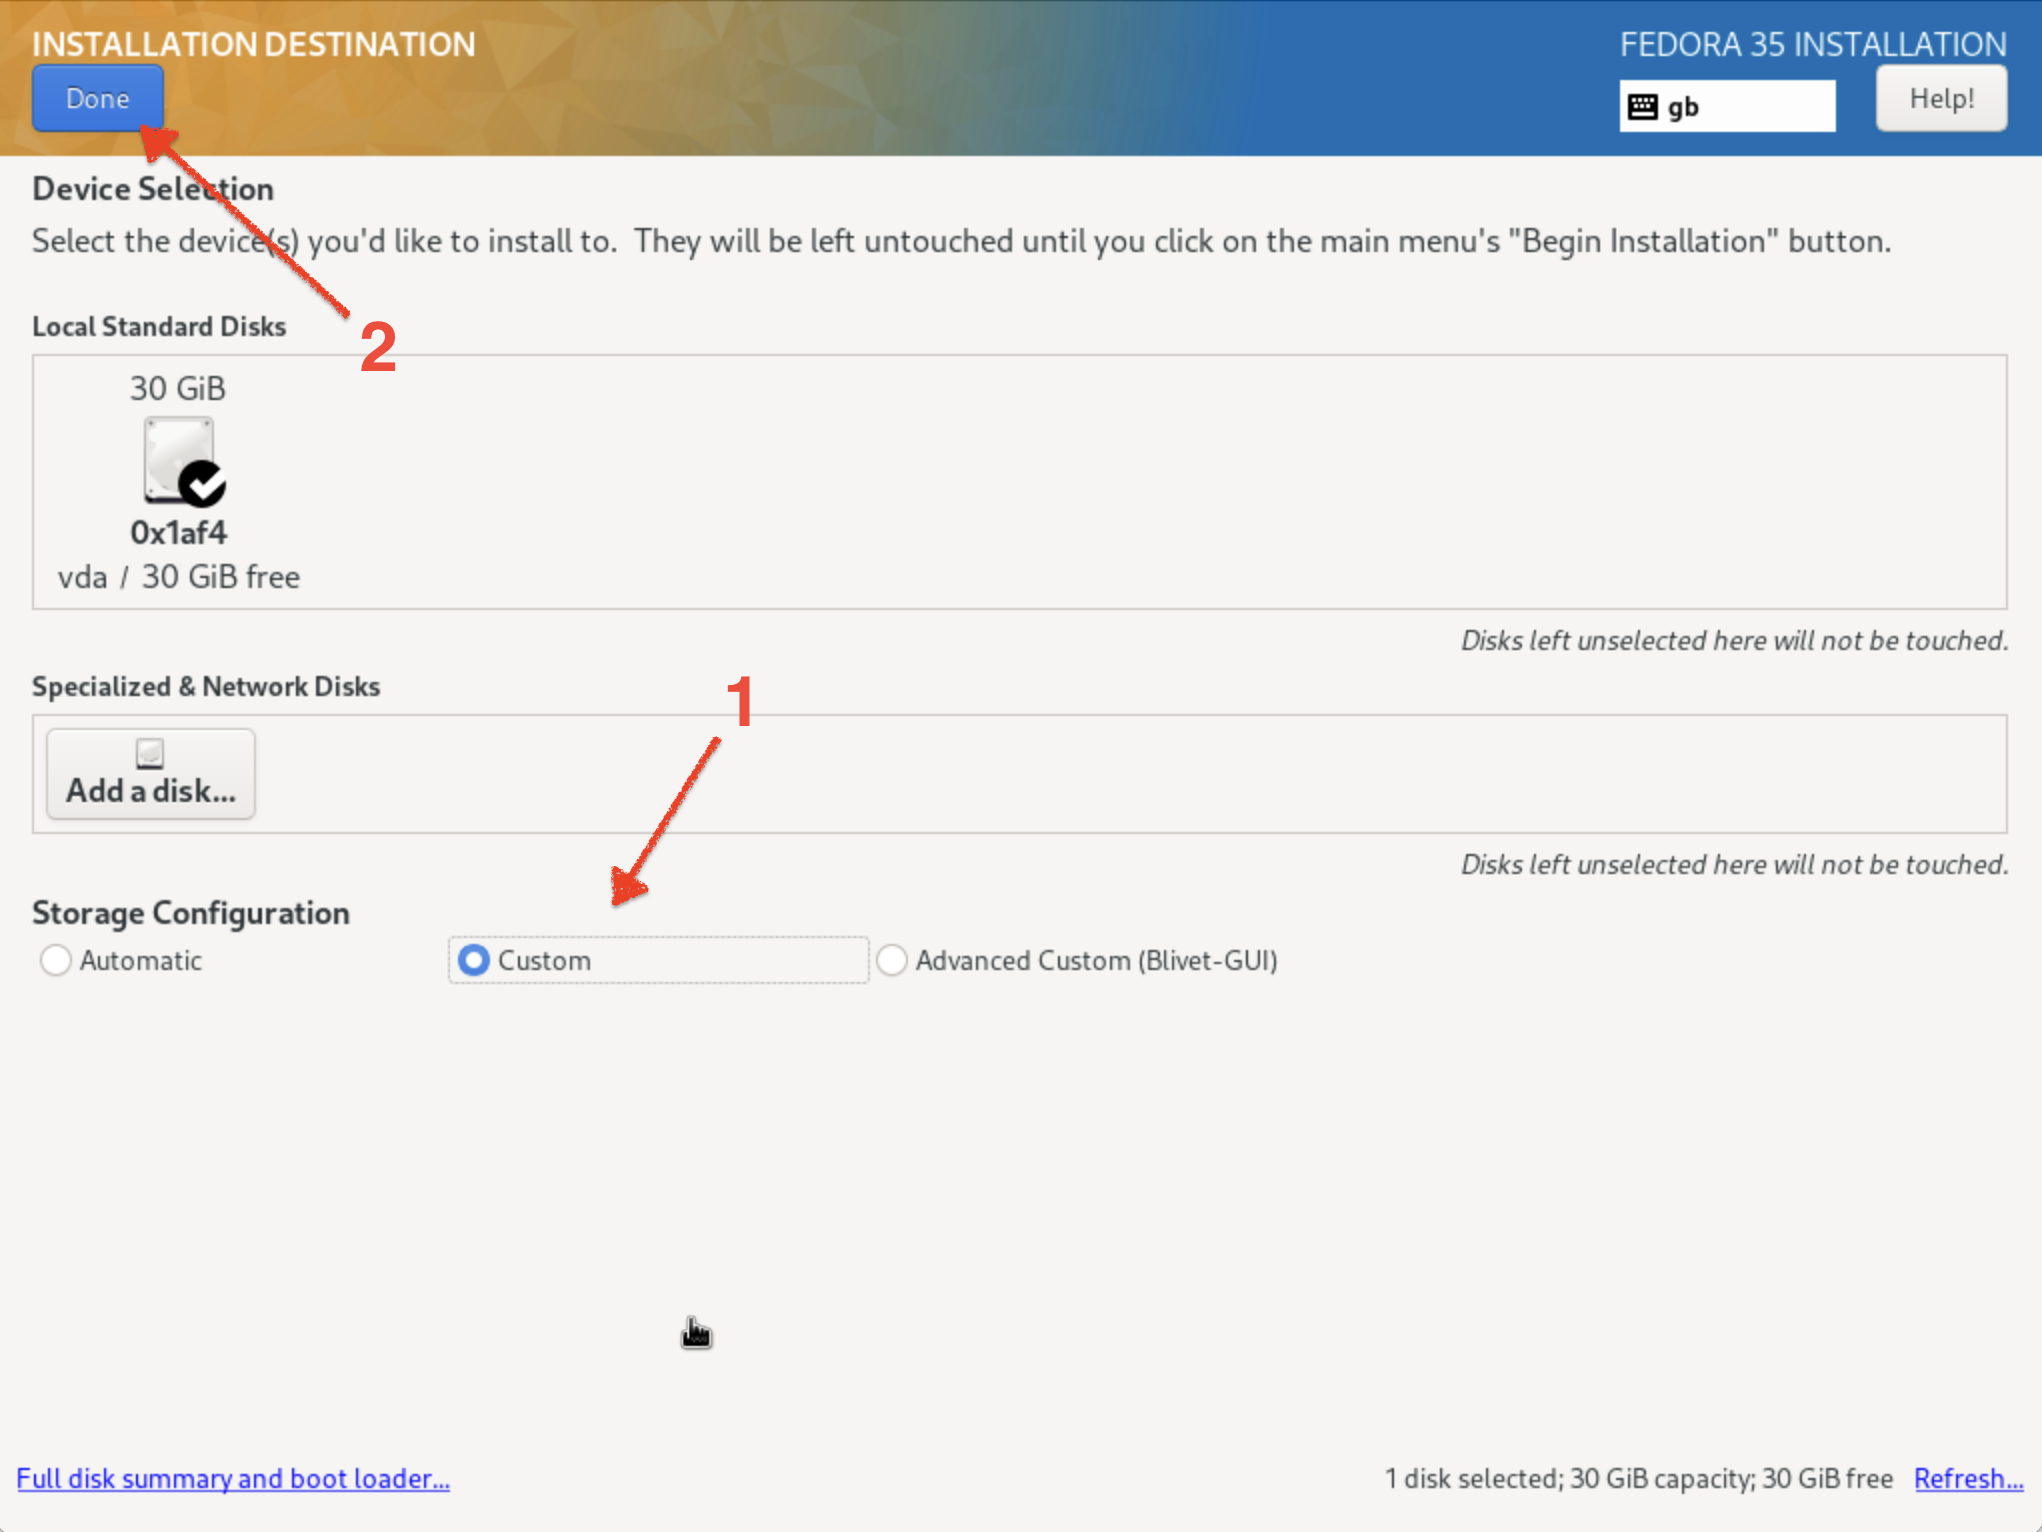 INSTALLATION DESTINATION
FEDORA 35 INSTALLATION
Done
gb
Help!
Device Selection
Select the device(s) you'd like to install to.  They will be left untouched until you click on the main menu's "Begin Installation" button.
Local Standard Disks
2
30 GiB
0x1af4
vda / 30 GiB free
Disks left unselected here will not be touched.
Specialized & Network Disks
1
Add a disk...
Disks left unselected here will not be touched.
Storage Configuration
Automatic
Custom
Advanced Custom (Blivet-GUI)
Full disk summary and boot loader...
1 disk selected; 30 GiB capacity; 30 GiB free
Refresh...